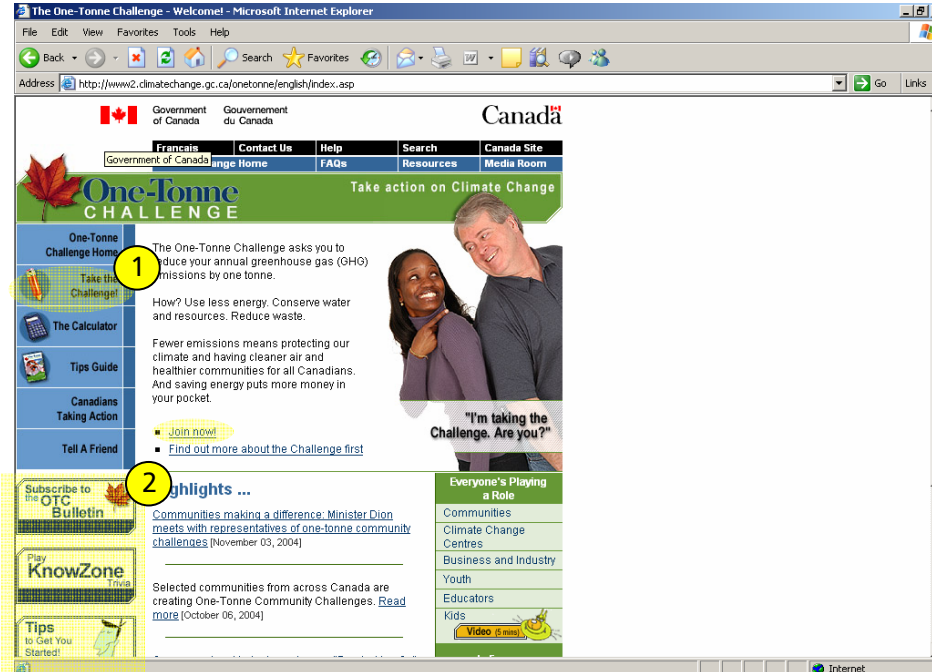 The One-Tonne Challenge - Welcome! - Microsoft Internet Explorer
File Edit View Favorites Tools Help
Back Search Favorites
Address http://www2.climatechange.gc.ca/onetonne/english/index.asp Go Links
Government of Canada
Gouvernement du Canada
Canada
Français Contact Us Help Search Canada Site
Government of Canada
ange Home FAQs Resources Media Room
One-Tonne
CHALLENGE
Take action on Climate Change
One-Tonne
Challenge Home
1
Take the
Challenge!
The Calculator
Tips Guide
Canadians
Taking Action
Tell A Friend
The One-Tonne Challenge asks you to
educe your annual greenhouse gas (GHG)
missions by one tonne.
How? Use less energy. Conserve water
and resources. Reduce waste.
Fewer emissions means protecting our
climate and having cleaner air and
healthier communities for all Canadians.
And saving energy puts more money in
your pocket.
Join now!
Find out more about the Challenge first
"I'm taking the
Challenge. Are you?"
2
Subscribe to
the OTC
Bulletin
Play
KnowZone
Trivia
Tips
to Get You
Started!
ghlights ...
Communities making a difference: Minister Dion
meets with representatives of one-tonne community
challenges [November 03, 2004]
Selected communities from across Canada are
creating One-Tonne Community Challenges. Read
more [October 06, 2004]
Everyone's Playing
a Role
Communities
Climate Change
Centres
Business and Industry
Youth
Educators
Kids
Video (5 mins)
Internet